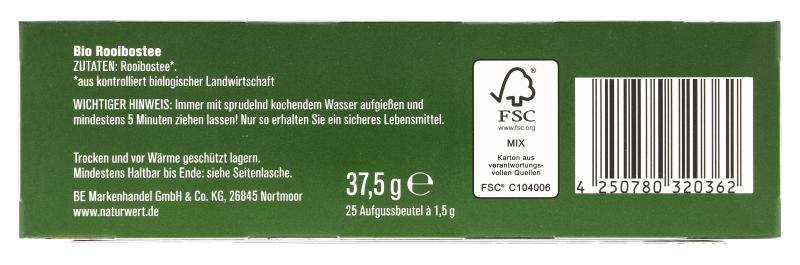 Bio Rooibostee
ZUTATEN: Rooibostee*.
*aus kontrolliert biologischer Landwirtschaft
WICHTIGER HINWEIS: Immer mit sprudelnd kochendem Wasser aufgießen und
mindestens 5 Minuten ziehen lassen! Nur so erhalten Sie ein sicheres Lebensmittel.
Trocken und vor Wärme geschützt lagern.
Mindestens Haltbar bis Ende: siehe Seitenlasche.
BE Markenhandel GmbH & Co. KG, 26845 Nortmoor
www.naturwert.de
37,5 g ℮
25 Aufgussbeutel à 1,5 g
®
FSC
www.fsc.org
MIX
Karton aus
verantwortungs-
vollen Quellen
FSC® C104006
4 250780 320362